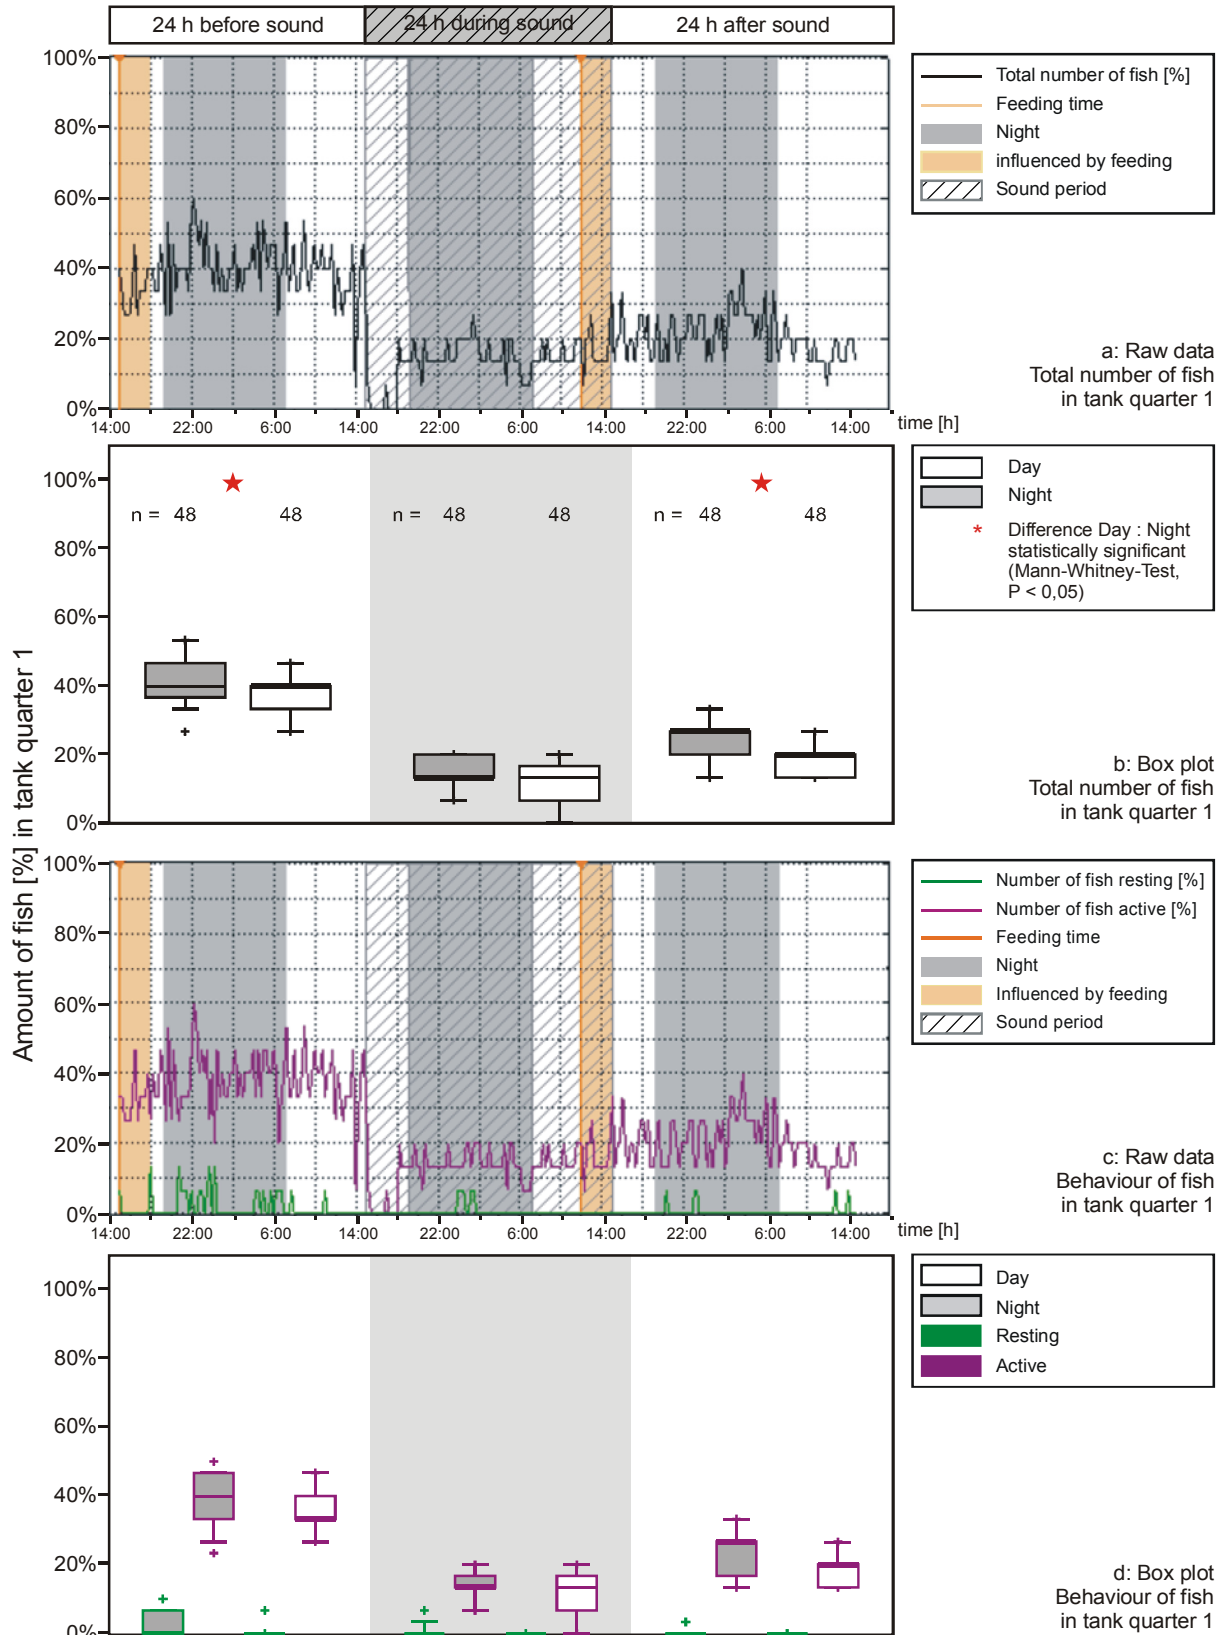 24 h before sound
24 h during sound
24 h after sound
100%
80%
60%
40%
20%
0%
14:00
22:00
6:00
14:00
22:00
6:00
14:00
22:00
6:00
14:00
time [h]
Total number of fish [%]
Feeding time
Night
influenced by feeding
Sound period
a: Raw data
Total number of fish
in tank quarter 1
Amount of fish [%] in tank quarter 1
100%
80%
60%
40%
20%
0%
n = 48 48
n = 48 48
n = 48 48
Day
Night
* Difference Day : Night
statistically significant
(Mann-Whitney-Test,
P < 0,05)
b: Box plot
Total number of fish
in tank quarter 1
100%
80%
60%
40%
20%
0%
14:00
22:00
6:00
14:00
22:00
6:00
14:00
22:00
6:00
14:00
time [h]
Number of fish resting [%]
Number of fish active [%]
Feeding time
Night
Influenced by feeding
Sound period
c: Raw data
Behaviour of fish
in tank quarter 1
100%
80%
60%
40%
20%
0%
Day
Night
Resting
Active
d: Box plot
Behaviour of fish
in tank quarter 1